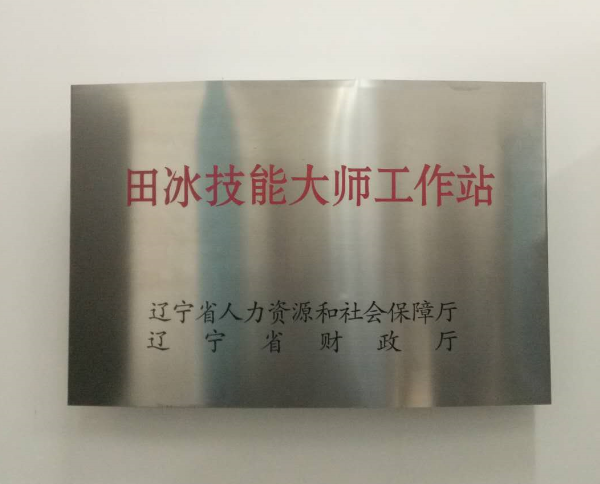 田冰技能大师工作站
辽宁省人力资源和社会保障厅
辽宁省财政厅